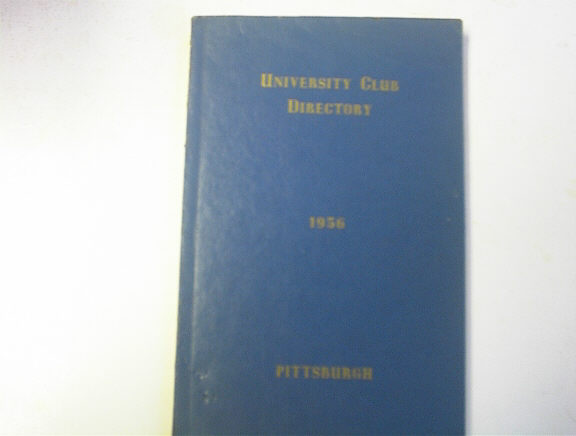 UNIVERSITY CLUB
DIRECTORY
1956
PITTSBURGH